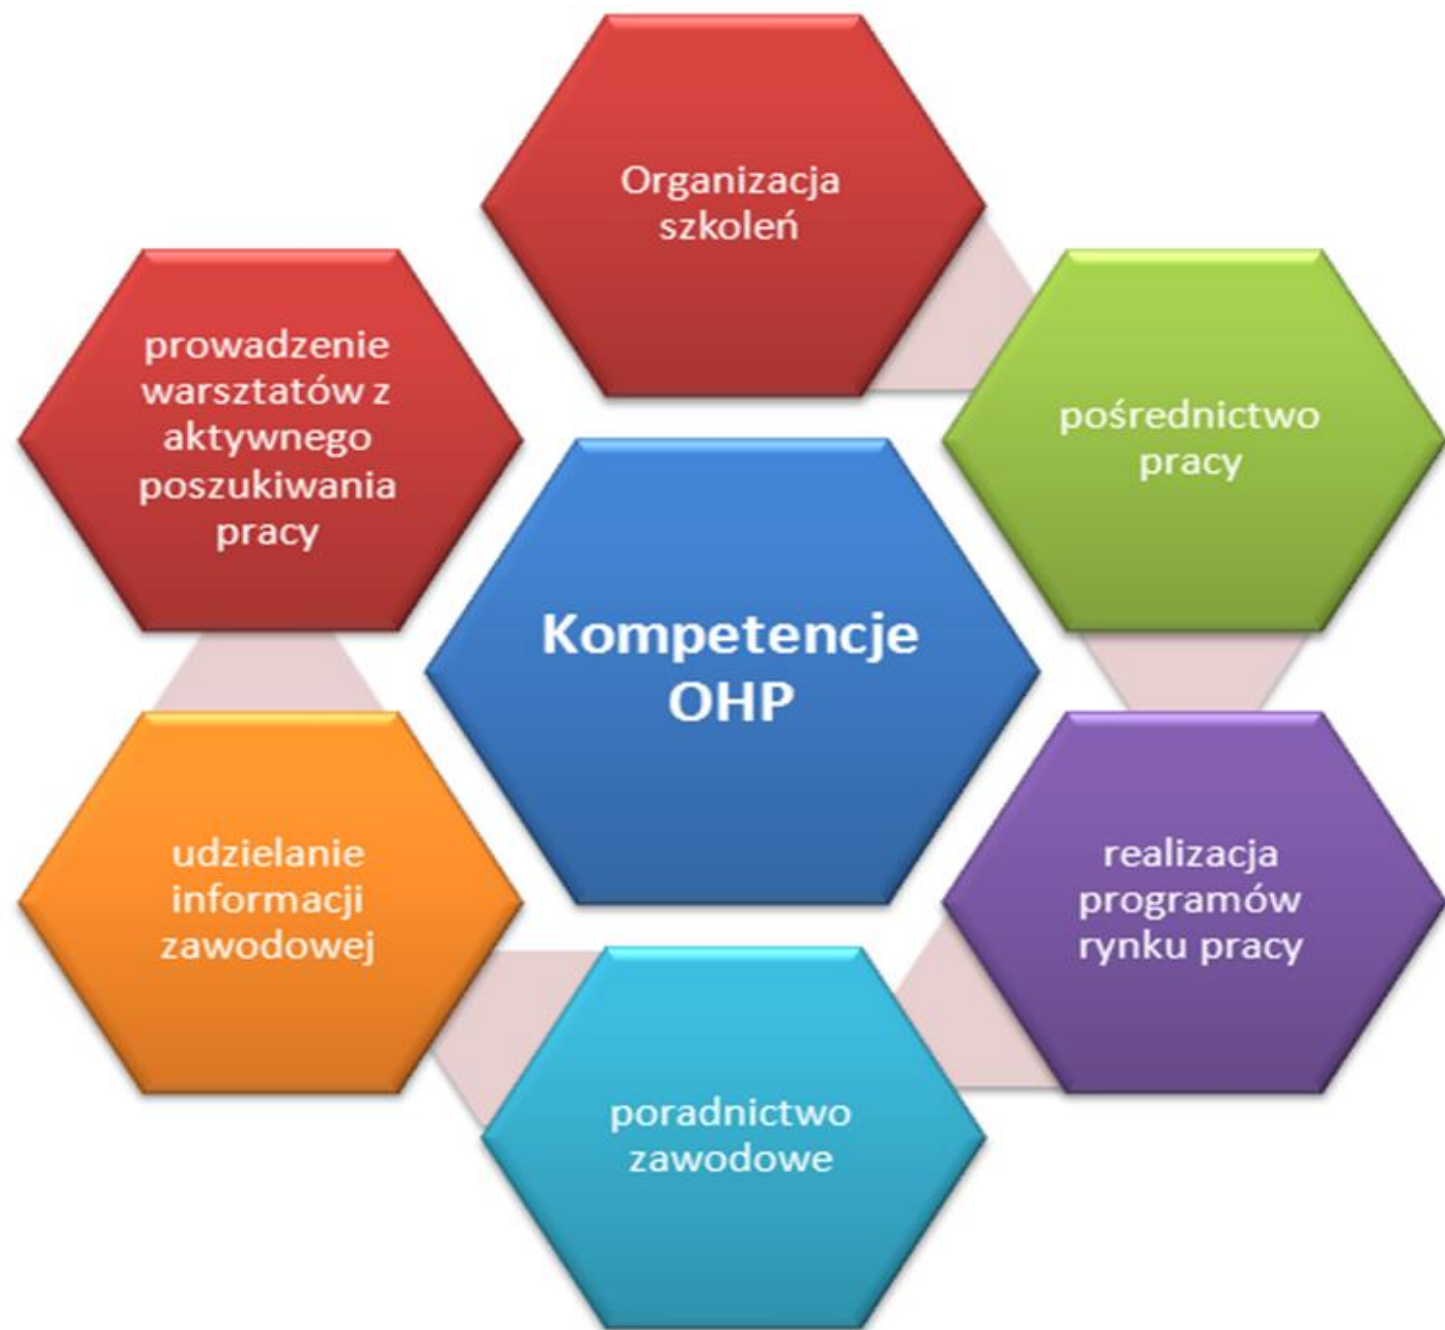 Organizacja
szkoleń
pośrednictwo
pracy
realizacja
programów
rynku pracy
poradnictwo
zawodowe
udzielanie
informacji
zawodowej
prowadzenie
warsztatów z
aktywnego
poszukiwania
pracy
Kompetencje
OHP